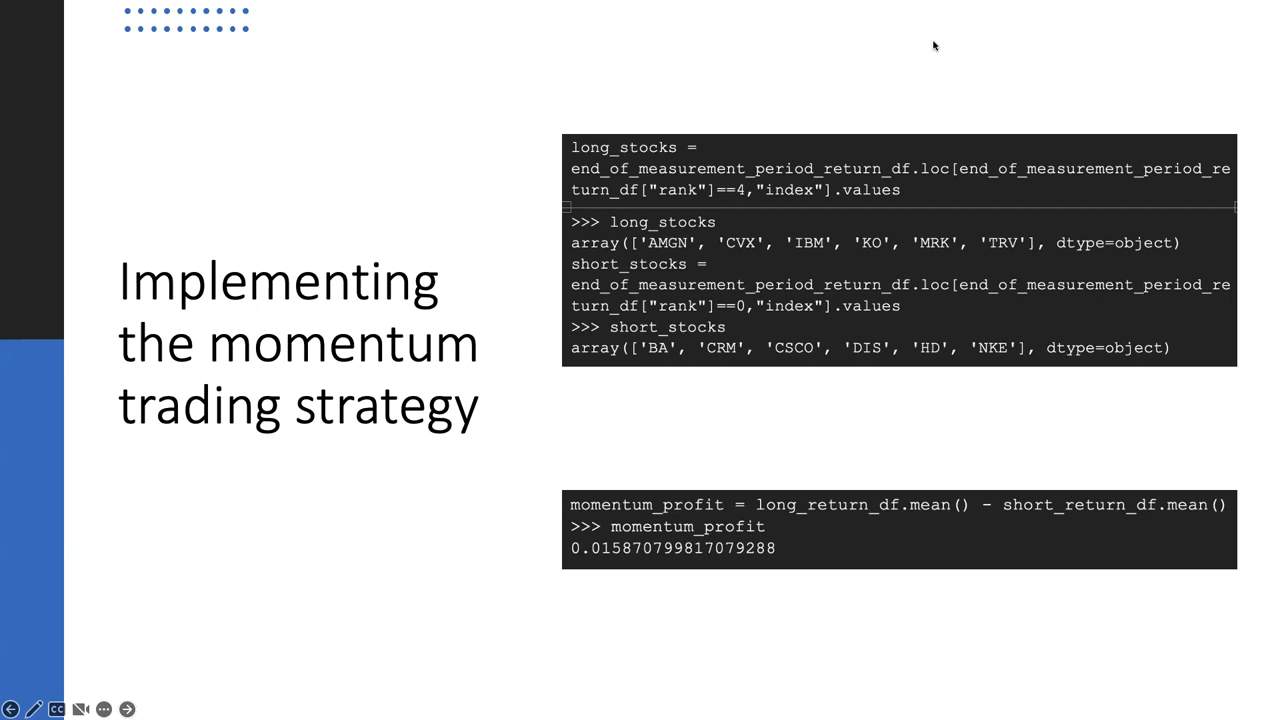 Implementing
the momentum
trading strategy
long_stocks =
end_of_measurement_period_return_df.loc[end_of_measurement_period_re
turn_df["rank"]==4,"index"].values
>>> long_stocks
array(['AMGN', 'CVX', 'IBM', 'KO', 'MRK', 'TRV'], dtype=object)
short_stocks =
end_of_measurement_period_return_df.loc[end_of_measurement_period_re
turn_df["rank"]==0,"index"].values
>>> short_stocks
array(['BA', 'CRM', 'CSCO', 'DIS', 'HD', 'NKE'], dtype=object)
momentum_profit = long_return_df.mean() - short_return_df.mean()
>>> momentum_profit
0.015870799817079288
CC